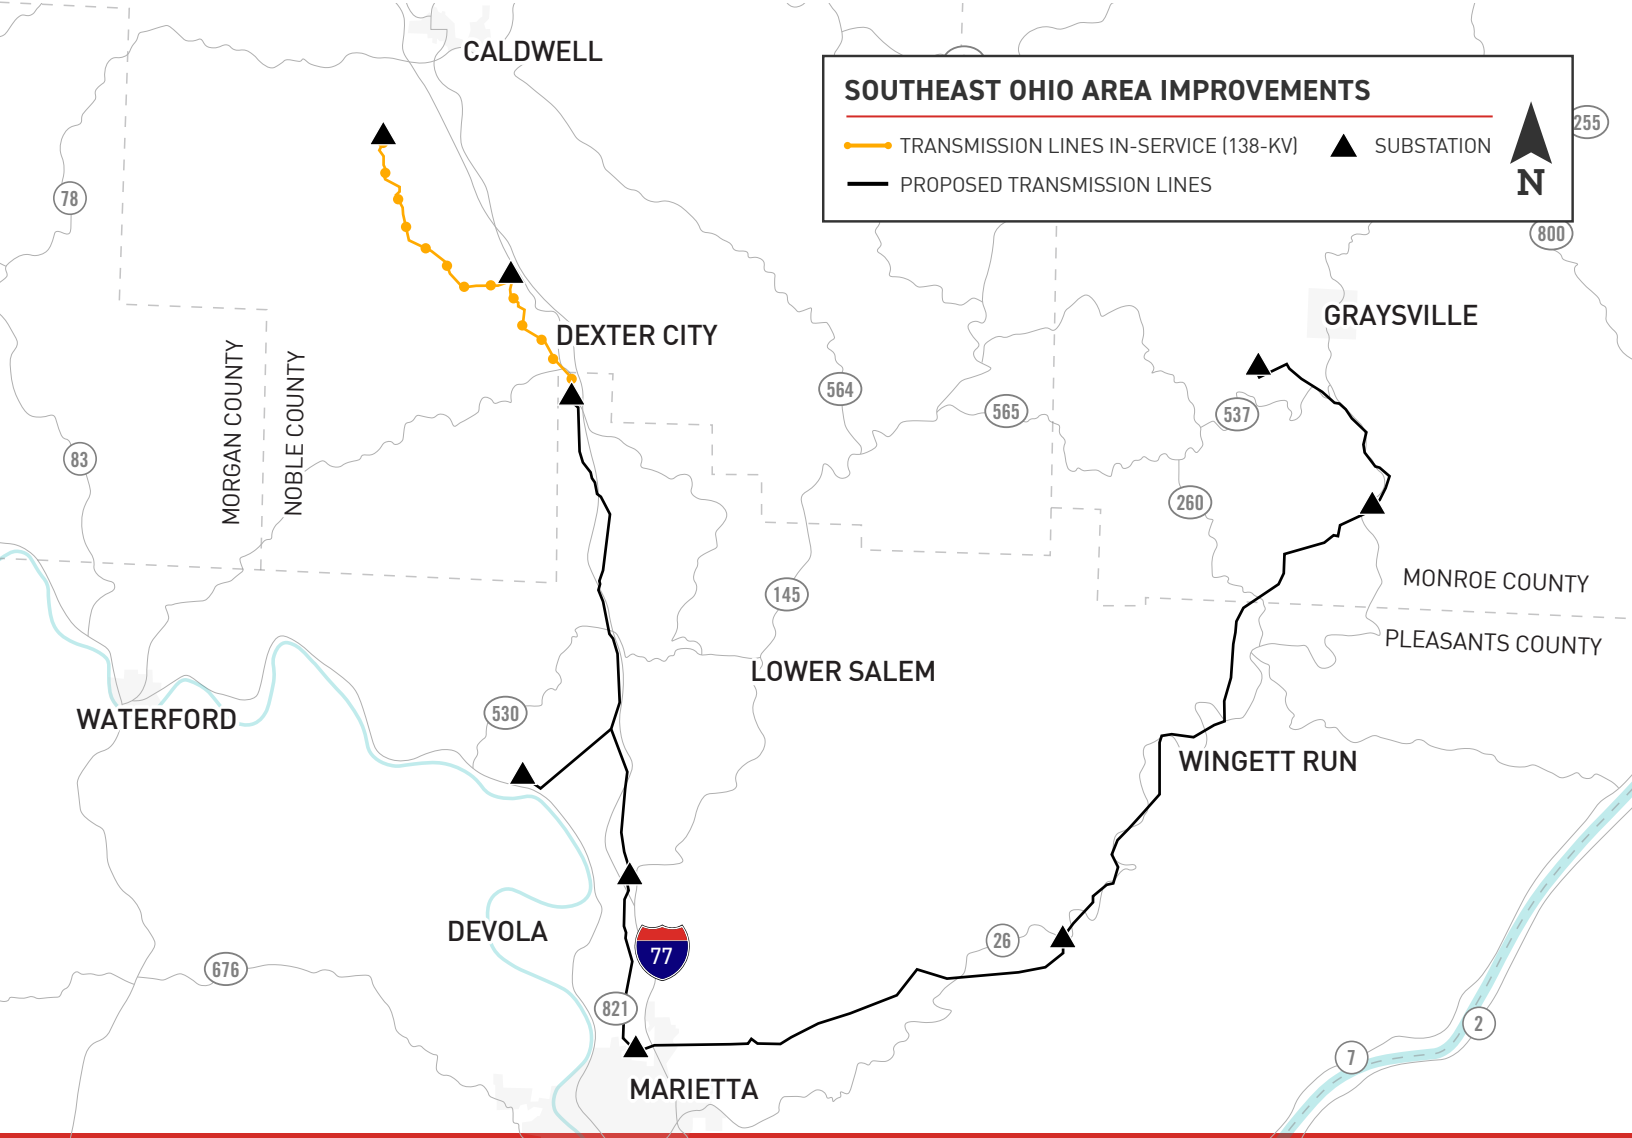 CALDWELL
SOUTHEAST OHIO AREA IMPROVEMENTS
TRANSMISSION LINES IN-SERVICE (138-KV)
SUBSTATION
PROPOSED TRANSMISSION LINES
N
255
78
800
GRAYSVILLE
DEXTER CITY
564
565
537
MORGAN COUNTY
NOBLE COUNTY
83
260
MONROE COUNTY
145
PLEASANTS COUNTY
LOWER SALEM
530
WATERFORD
WINGETT RUN
DEVOLA
26
77
676
821
2
7
MARIETTA